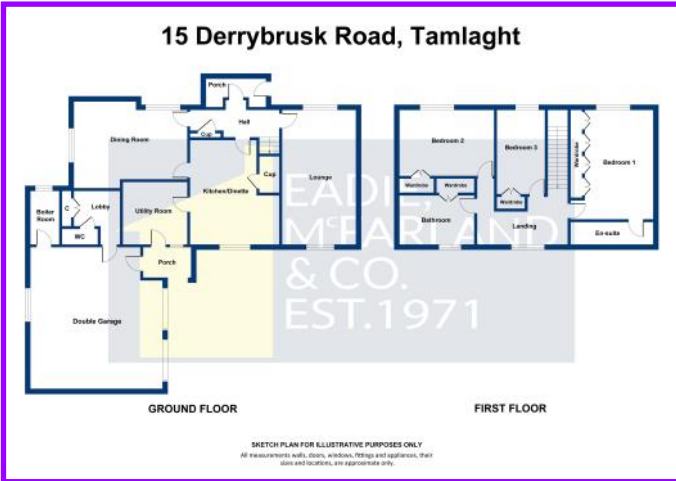 15 Derrybrusk Road, Tamlaght
Porch
Hall
Cup
Dining Room
Kitchen/Dinette
Cup
Lounge
Boiler
Room
C
Lobby
WC
Utility Room
Porch
Double Garage
Bedroom 2
Bedroom 3
Wardrobe
Bedroom 1
Wardrobe
Wardrobe
Wardrobe
Bathroom
Landing
En-suite
EADIE,
McFARLAND
& CO.
EST.1971
GROUND FLOOR
FIRST FLOOR
SKETCH PLAN FOR ILLUSTRATIVE PURPOSES ONLY
All measurements walls, doors, windows, fittings and appliances, their
sizes and locations, are approximate only.